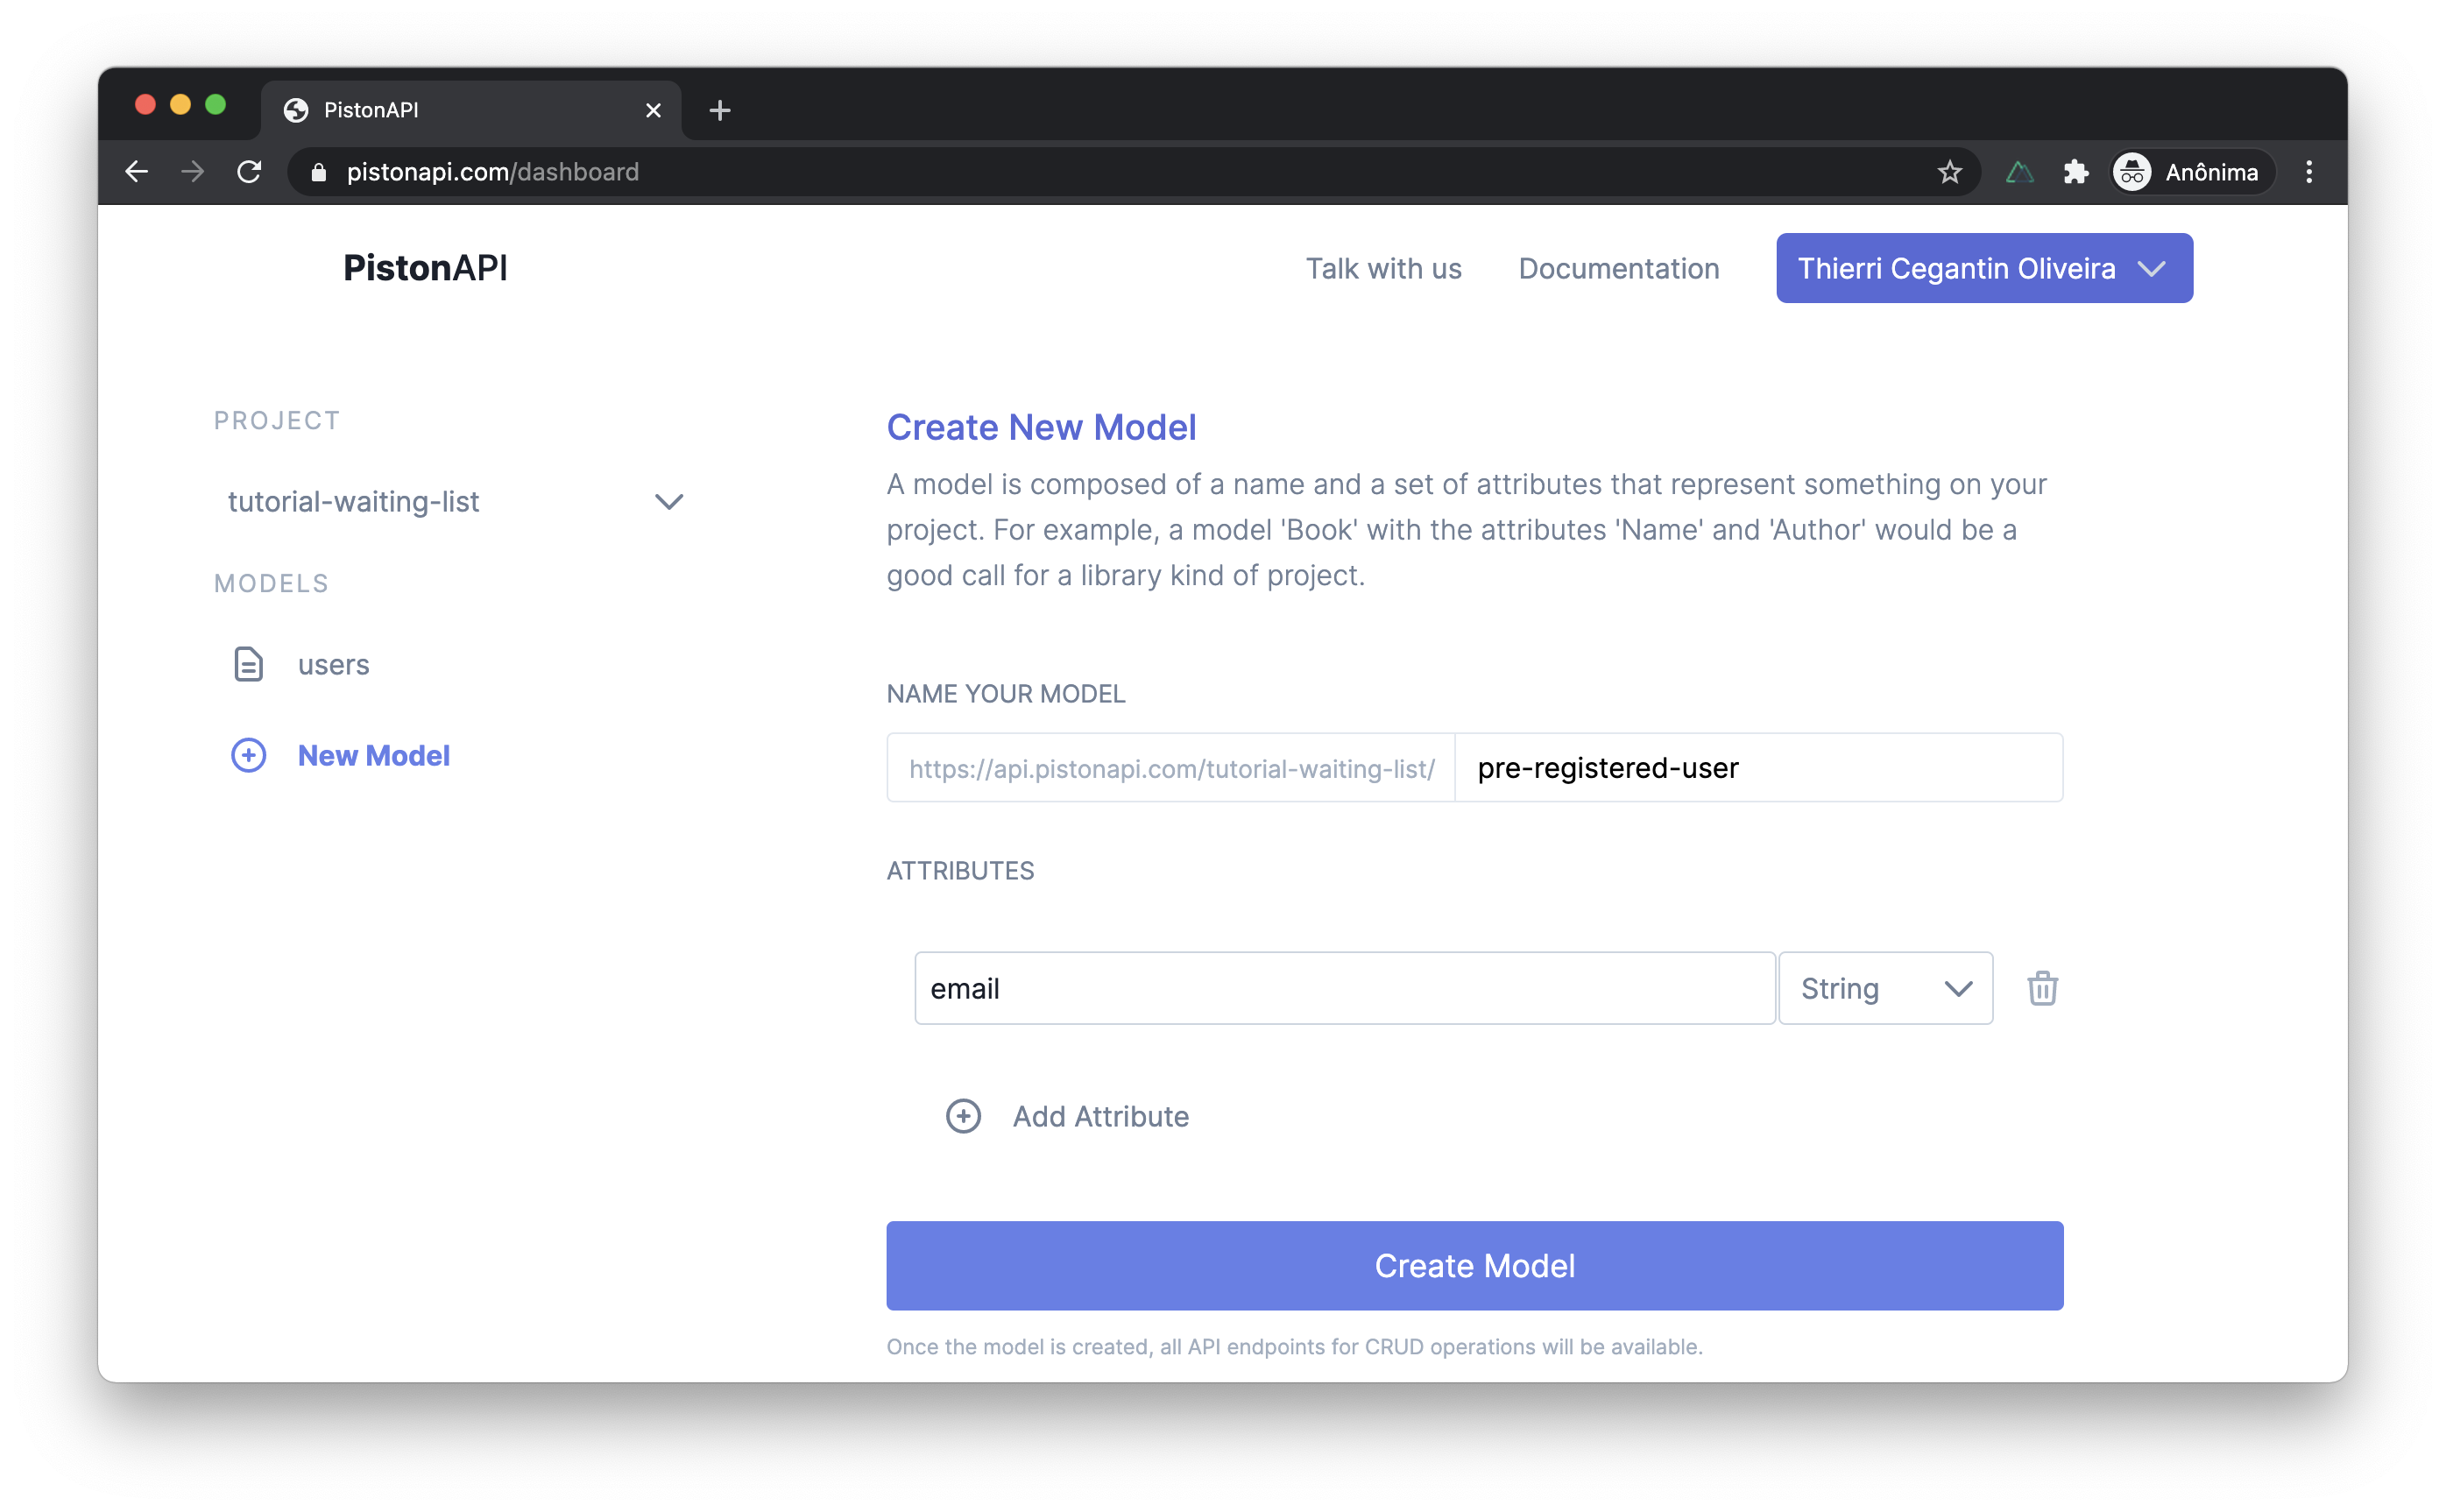 PistonAPI
pistonapi.com/dashboard
Anônima
PistonAPI
Talk with us
Documentation
Thierri Cegantin Oliveira
PROJECT
tutorial-waiting-list
MODELS
users
New Model
Create New Model
A model is composed of a name and a set of attributes that represent something on your
project. For example, a model 'Book' with the attributes 'Name' and 'Author' would be a
good call for a library kind of project.
NAME YOUR MODEL
https://api.pistonapi.com/tutorial-waiting-list/ pre-registered-user
ATTRIBUTES
email
String
Add Attribute
Create Model
Once the model is created, all API endpoints for CRUD operations will be available.